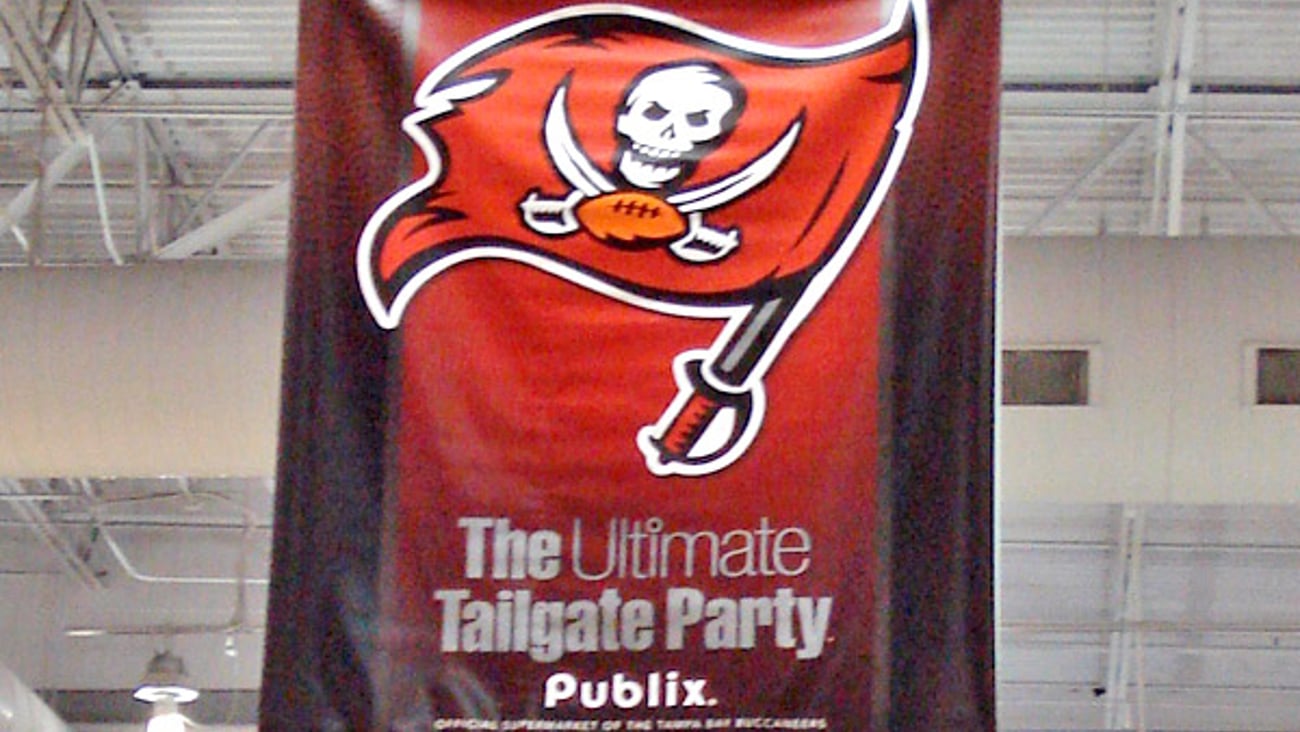 The Ultimate
Tailgate Party
Publix.
OFFICIAL SUPERMARKET OF THE TAMPA BAY BUCCANEERS